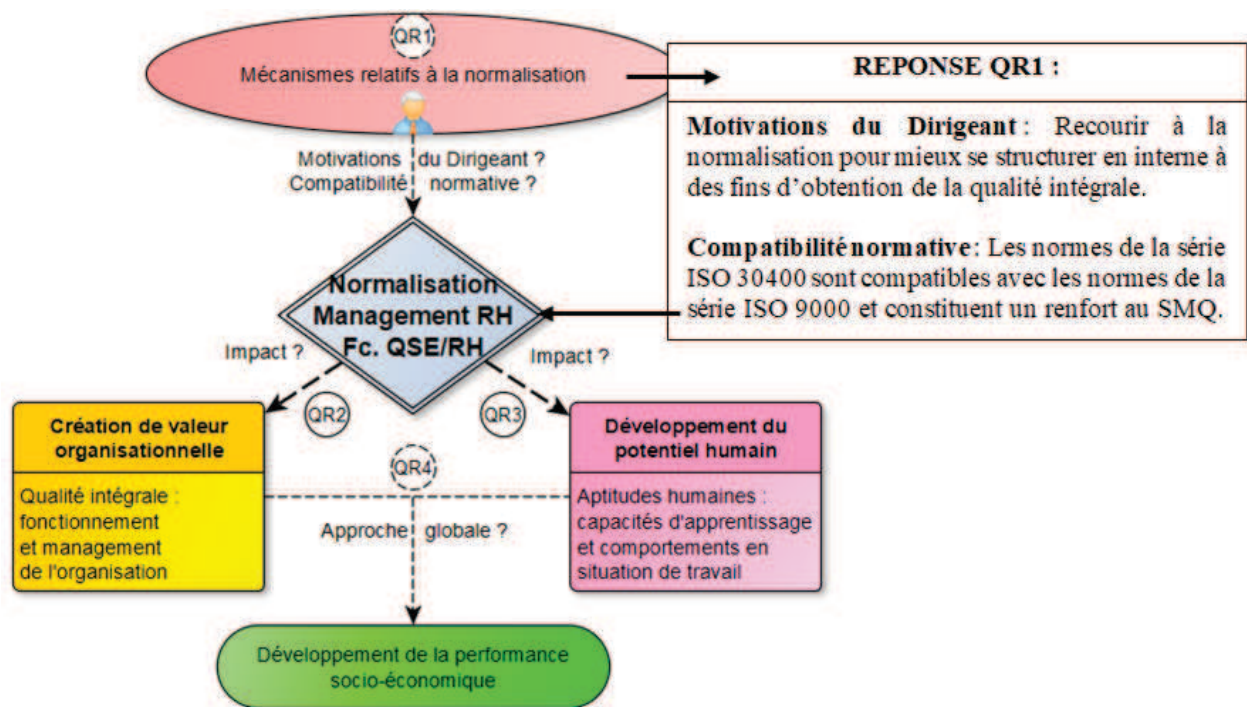 QR1
Mécanismes relatifs à la normalisation
REPONSE QR1 :
Motivations du Dirigeant : Recourir à la
normalisation pour mieux se structurer en interne à
des fins d'obtention de la qualité intégrale.
Compatibilité normative : Les normes de la série
ISO 30400 sont compatibles avec les normes de la
série ISO 9000 et constituent un renfort au SMQ.
Motivations du Dirigeant ?
Compatibilité normative ?
Normalisation
Management RH
Fc. QSE/RH
Impact ?
Impact ?
QR2
QR3
Création de valeur
organisationnelle
Qualité intégrale :
fonctionnement
et management
de l'organisation
Développement du
potentiel humain
Aptitudes humaines :
capacités d'apprentissage
et comportements en
situation de travail
QR4
Approche globale ?
Développement de la performance
socio-économique